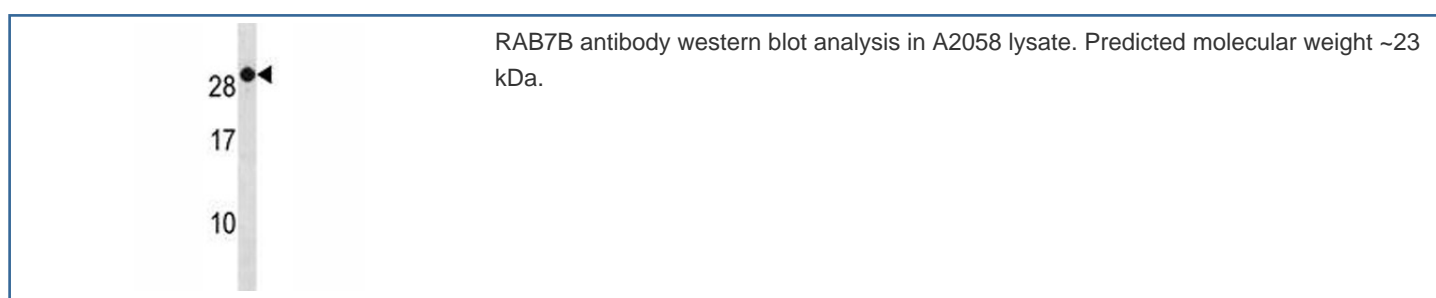 RAB7B antibody western blot analysis in A2058 lysate. Predicted molecular weight ~23
kDa.
28
17
10